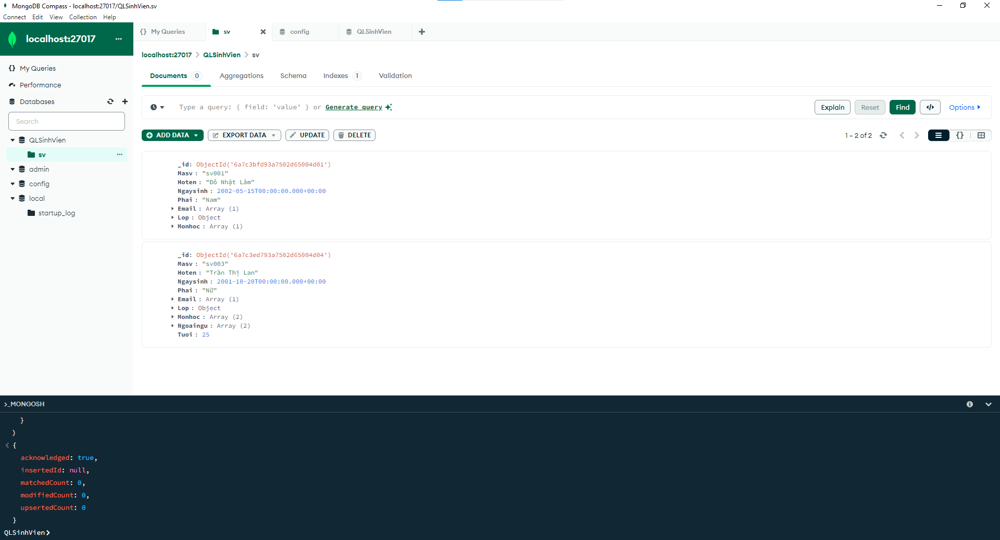 MongoDB Compass - localhost:27017/QLSinhVien.sv
Connect Edit View Collection Help
localhost:27017 ...
My Queries
sv
config
QLSinhVien
{} My Queries
Performance
Databases
Search
QLSinhVien
sv ...
admin
config
local
startup_log
localhost:27017 > QLSinhVien > sv
Documents 0 Aggregations Schema Indexes 1 Validation
Type a query: { field: 'value' } or Generate query
Explain Reset Find </> Options
ADD DATA EXPORT DATA UPDATE DELETE
1 – 2 of 2 {}
_id: ObjectId('6a7c3bfd93a7502d65004d01')
Masv : "sv001"
Hoten : "Đỗ Nhật Lâm"
Ngaysinh : 2002-05-15T00:00:00.000+00:00
Phai : "Nam"
Email : Array (1)
Lop : Object
Monhoc : Array (1)
_id: ObjectId('6a7c3ed793a7502d65004d04')
Masv : "sv003"
Hoten : "Trần Thị Lan"
Ngaysinh : 2001-10-20T00:00:00.000+00:00
Phai : "Nữ"
Email : Array (1)
Lop : Object
Monhoc : Array (2)
Ngoaingu : Array (2)
Tuoi : 25
>_MONGOSH
}
)
< {
acknowledged: true,
insertedId: null,
matchedCount: 0,
modifiedCount: 0,
upsertedCount: 0
}
QLSinhVien>